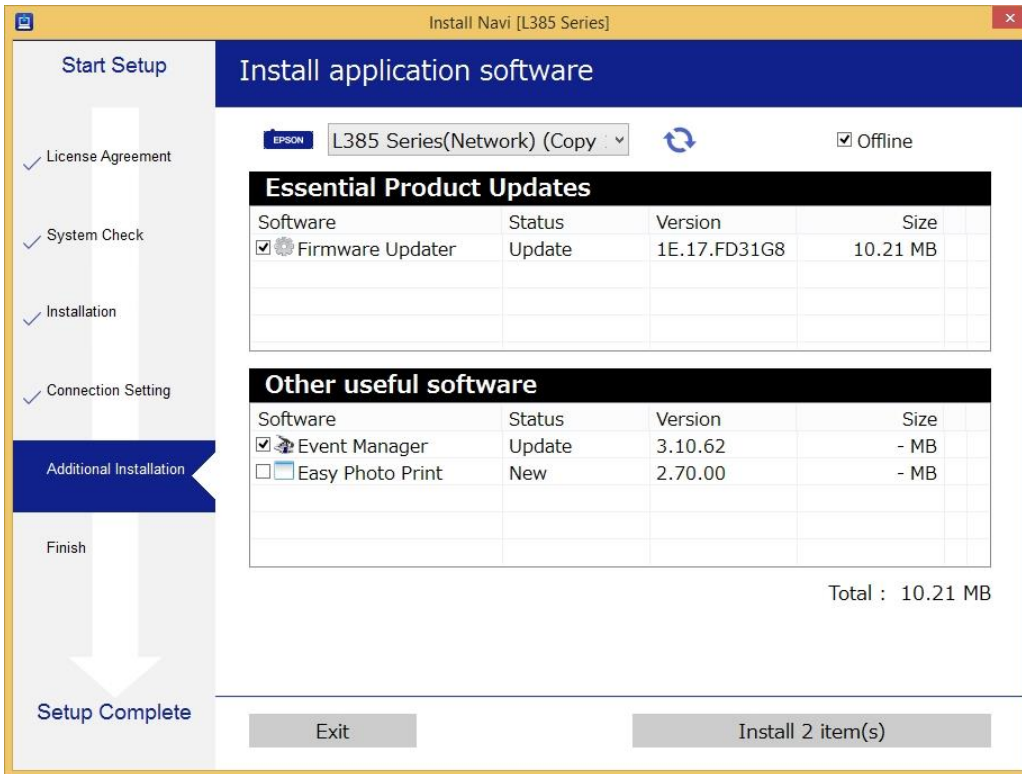 Install Navi [L385 Series]
Start Setup
License Agreement
System Check
Installation
Connection Setting
Additional Installation
Finish
Setup Complete
Install application software
EPSON L385 Series(Network) (Copy Offline
Essential Product Updates
Software Status Version Size
Firmware Updater Update 1E.17.FD31G8 10.21 MB
Other useful software
Software Status Version Size
Event Manager Update 3.10.62 - MB
Easy Photo Print New 2.70.00 - MB
Total : 10.21 MB
Exit Install 2 item(s)